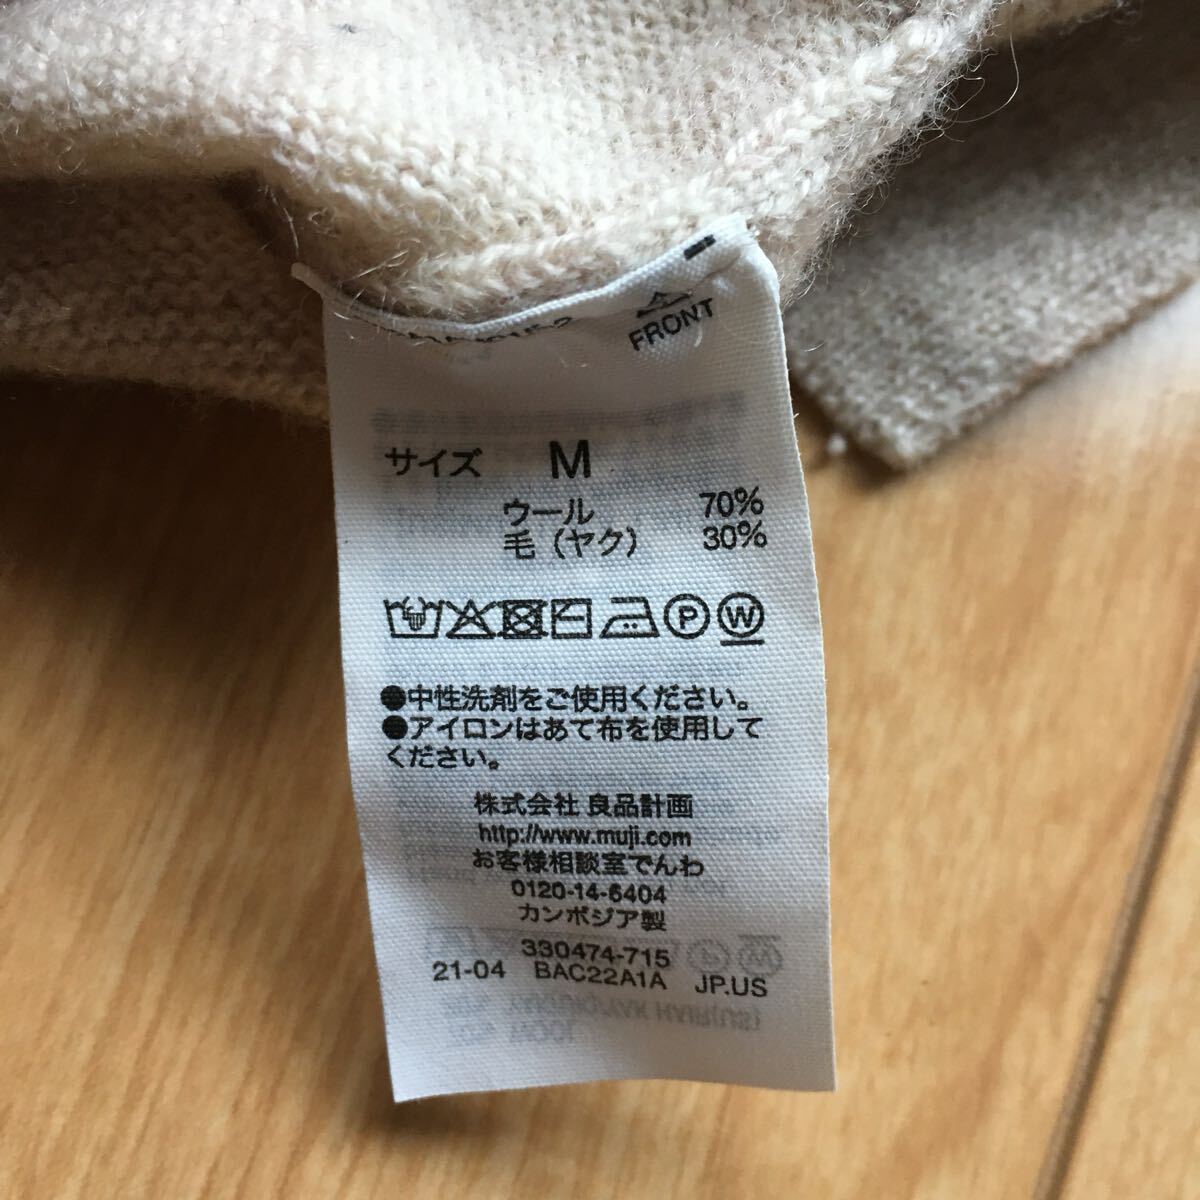 FRONT
サイズ M
ウール 70%
毛（ヤク） 30%
P W
●中性洗剤をご使用ください。
●アイロンはあて布を使用して
ください。
株式会社 良品計画
http://www.muji.com
お客様相談室でんわ
0120-14-6404
カンボジア製
330474-715
21-04 BAC22A1A JP.US